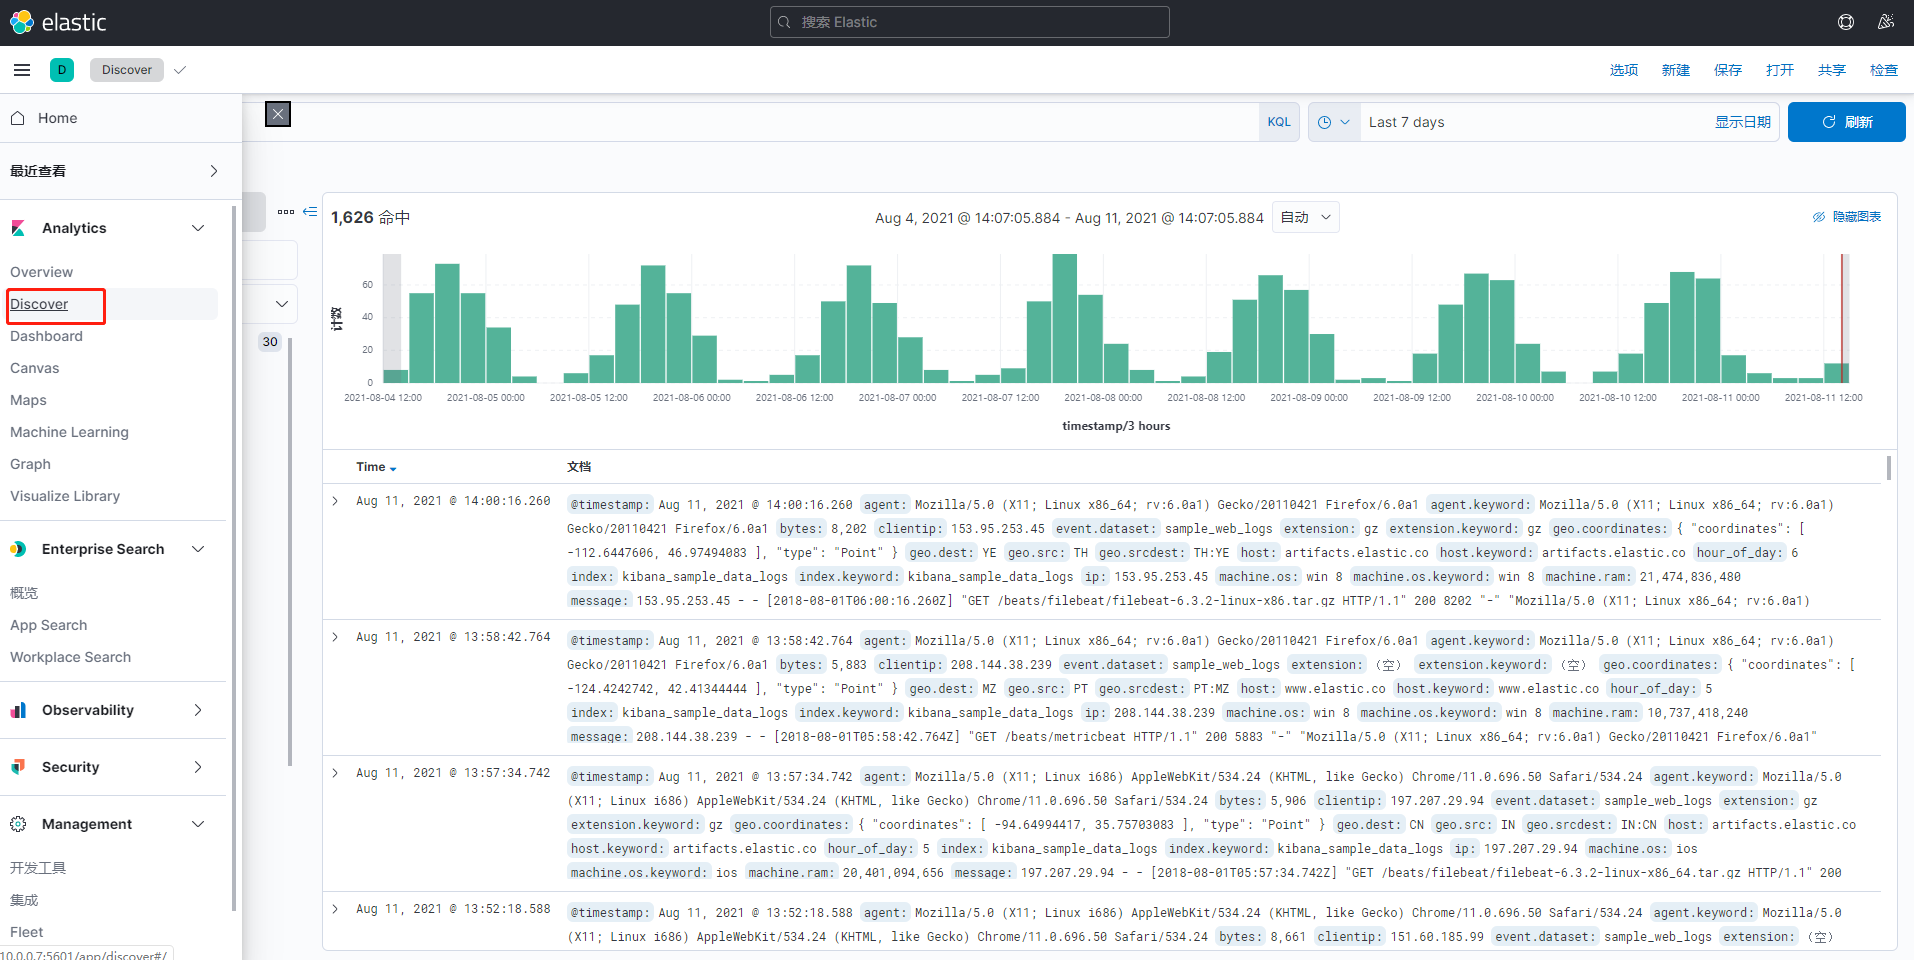 elastic
搜索 Elastic
D
Discover
选项
新建
保存
打开
共享
检查
Home
最近查看
Analytics
Overview
Discover
Dashboard
Canvas
Maps
Machine Learning
Graph
Visualize Library
Enterprise Search
概览
App Search
Workplace Search
Observability
Security
Management
开发工具
集成
Fleet
10.0.0.7:5601/app/discover#/
30
KQL
Last 7 days
显示日期
刷新
1,626 命中
Aug 4, 2021 @ 14:07:05.884 - Aug 11, 2021 @ 14:07:05.884
自动
隐藏图表
计数
60
40
20
0
2021-08-04 12:00
2021-08-05 00:00
2021-08-05 12:00
2021-08-06 00:00
2021-08-06 12:00
2021-08-07 00:00
2021-08-07 12:00
2021-08-08 00:00
2021-08-08 12:00
2021-08-09 00:00
2021-08-09 12:00
2021-08-10 00:00
2021-08-10 12:00
2021-08-11 00:00
2021-08-11 12:00
timestamp/3 hours
Time
文档
Aug 11, 2021 @ 14:00:16.260
@timestamp: Aug 11, 2021 @ 14:00:16.260 agent: Mozilla/5.0 (X11; Linux x86_64; rv:6.0a1) Gecko/20110421 Firefox/6.0a1 agent.keyword: Mozilla/5.0 (X11; Linux x86_64; rv:6.0a1)
Gecko/20110421 Firefox/6.0a1 bytes: 8,202 clientip: 153.95.253.45 event.dataset: sample_web_logs extension: gz extension.keyword: gz geo.coordinates: { "coordinates": [
-112.6447606, 46.97494083 ], "type": "Point" } geo.dest: YE geo.src: TH geo.srcdest: TH:YE host: artifacts.elastic.co host.keyword: artifacts.elastic.co hour_of_day: 6
index: kibana_sample_data_logs index.keyword: kibana_sample_data_logs ip: 153.95.253.45 machine.os: win 8 machine.os.keyword: win 8 machine.ram: 21,474,836,480
message: 153.95.253.45 - - [2018-08-01T06:00:16.260Z] "GET /beats/filebeat/filebeat-6.3.2-linux-x86.tar.gz HTTP/1.1" 200 8202 "-" "Mozilla/5.0 (X11; Linux x86_64; rv:6.0a1)
Aug 11, 2021 @ 13:58:42.764
@timestamp: Aug 11, 2021 @ 13:58:42.764 agent: Mozilla/5.0 (X11; Linux x86_64; rv:6.0a1) Gecko/20110421 Firefox/6.0a1 agent.keyword: Mozilla/5.0 (X11; Linux x86_64; rv:6.0a1)
Gecko/20110421 Firefox/6.0a1 bytes: 5,883 clientip: 208.144.38.239 event.dataset: sample_web_logs extension: （空） extension.keyword: （空） geo.coordinates: { "coordinates": [
-124.4242742, 42.41344444 ], "type": "Point" } geo.dest: MZ geo.src: PT geo.srcdest: PT:MZ host: www.elastic.co host.keyword: www.elastic.co hour_of_day: 5
index: kibana_sample_data_logs index.keyword: kibana_sample_data_logs ip: 208.144.38.239 machine.os: win 8 machine.os.keyword: win 8 machine.ram: 10,737,418,240
message: 208.144.38.239 - - [2018-08-01T05:58:42.764Z] "GET /beats/metricbeat HTTP/1.1" 200 5883 "-" "Mozilla/5.0 (X11; Linux x86_64; rv:6.0a1) Gecko/20110421 Firefox/6.0a1"
Aug 11, 2021 @ 13:57:34.742
@timestamp: Aug 11, 2021 @ 13:57:34.742 agent: Mozilla/5.0 (X11; Linux i686) AppleWebKit/534.24 (KHTML, like Gecko) Chrome/11.0.696.50 Safari/534.24 agent.keyword: Mozilla/5.0
(X11; Linux i686) AppleWebKit/534.24 (KHTML, like Gecko) Chrome/11.0.696.50 Safari/534.24 bytes: 5,906 clientip: 197.207.29.94 event.dataset: sample_web_logs extension: gz
extension.keyword: gz geo.coordinates: { "coordinates": [ -94.64994417, 35.75703083 ], "type": "Point" } geo.dest: CN geo.src: IN geo.srcdest: IN:CN host: artifacts.elastic.co
host.keyword: artifacts.elastic.co hour_of_day: 5 index: kibana_sample_data_logs index.keyword: kibana_sample_data_logs ip: 197.207.29.94 machine.os: ios
machine.os.keyword: ios machine.ram: 20,401,094,656 message: 197.207.29.94 - - [2018-08-01T05:57:34.742Z] "GET /beats/filebeat/filebeat-6.3.2-linux-x86_64.tar.gz HTTP/1.1" 200
Aug 11, 2021 @ 13:52:18.588
@timestamp: Aug 11, 2021 @ 13:52:18.588 agent: Mozilla/5.0 (X11; Linux i686) AppleWebKit/534.24 (KHTML, like Gecko) Chrome/11.0.696.50 Safari/534.24 agent.keyword: Mozilla/5.0
(X11; Linux i686) AppleWebKit/534.24 (KHTML, like Gecko) Chrome/11.0.696.50 Safari/534.24 bytes: 8,661 clientip: 151.60.185.99 event.dataset: sample_web_logs extension: （空）